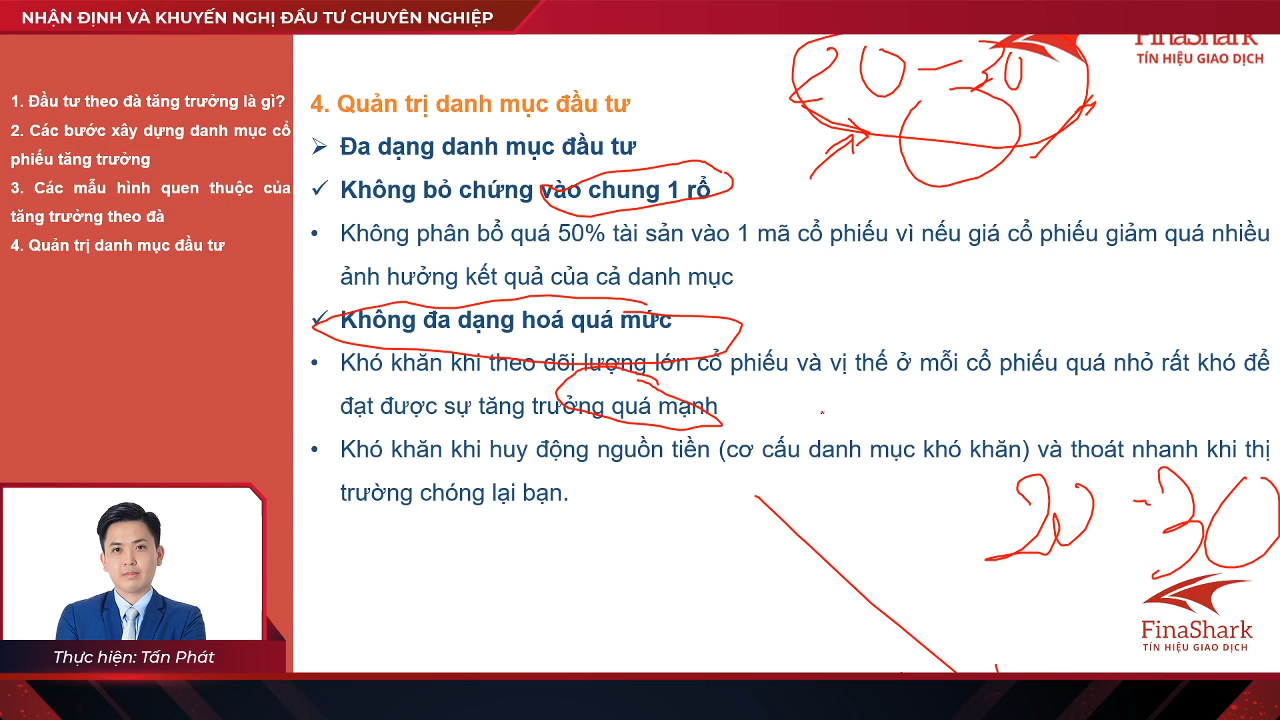 NHẬN ĐỊNH VÀ KHUYẾN NGHỊ ĐẦU TƯ CHUYÊN NGHIỆP
FinaShark
TÍN HIỆU GIAO DỊCH
20 - 30
1. Đầu tư theo đà tăng trưởng là gì?
2. Các bước xây dựng danh mục cổ
phiếu tăng trưởng
3. Các mẫu hình quen thuộc của
tăng trưởng theo đà
4. Quản trị danh mục đầu tư
4. Quản trị danh mục đầu tư
➢ Đa dạng danh mục đầu tư
✓ Không bỏ chứng vào chung 1 rổ
• Không phân bổ quá 50% tài sản vào 1 mã cổ phiếu vì nếu giá cổ phiếu giảm quá nhiều
ảnh hưởng kết quả của cả danh mục
✓ Không đa dạng hoá quá mức
• Khó khăn khi theo dõi lượng lớn cổ phiếu và vị thế ở mỗi cổ phiếu quá nhỏ rất khó để
đạt được sự tăng trưởng quá mạnh
• Khó khăn khi huy động nguồn tiền (cơ cấu danh mục khó khăn) và thoát nhanh khi thị
trường chóng lại bạn.
20 - 30
FinaShark
TÍN HIỆU GIAO DỊCH
Thực hiện: Tấn Phát